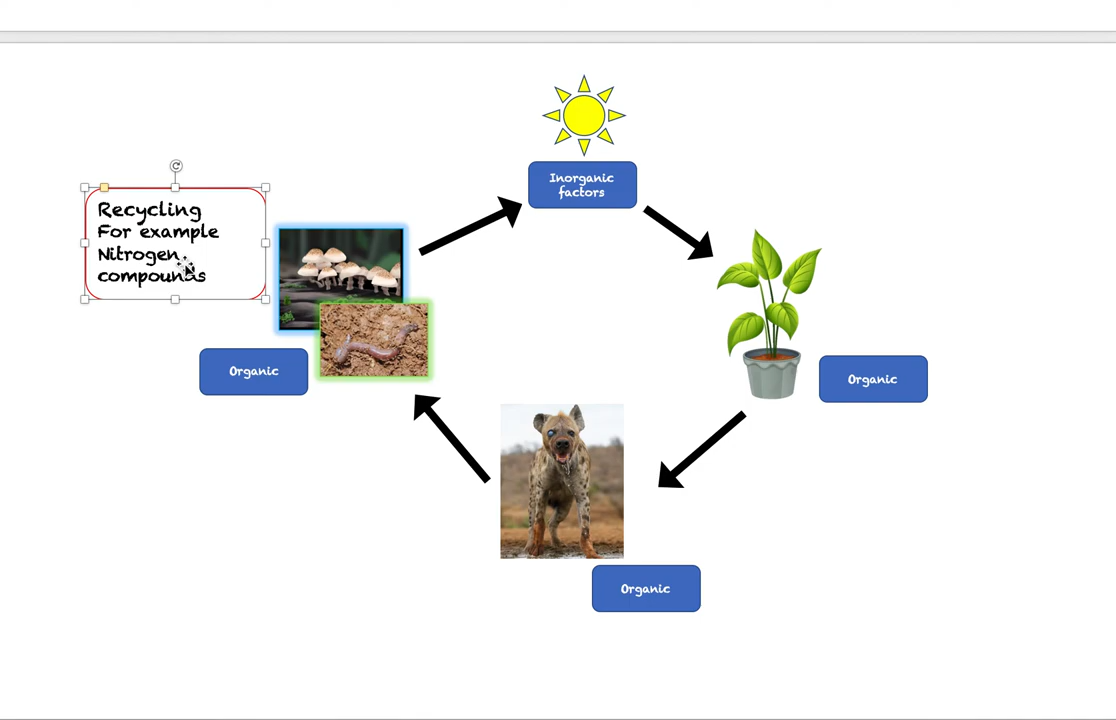 Inorganic
factors
Recycling
For example
Nitrogen
compounds
Organic
Organic
Organic